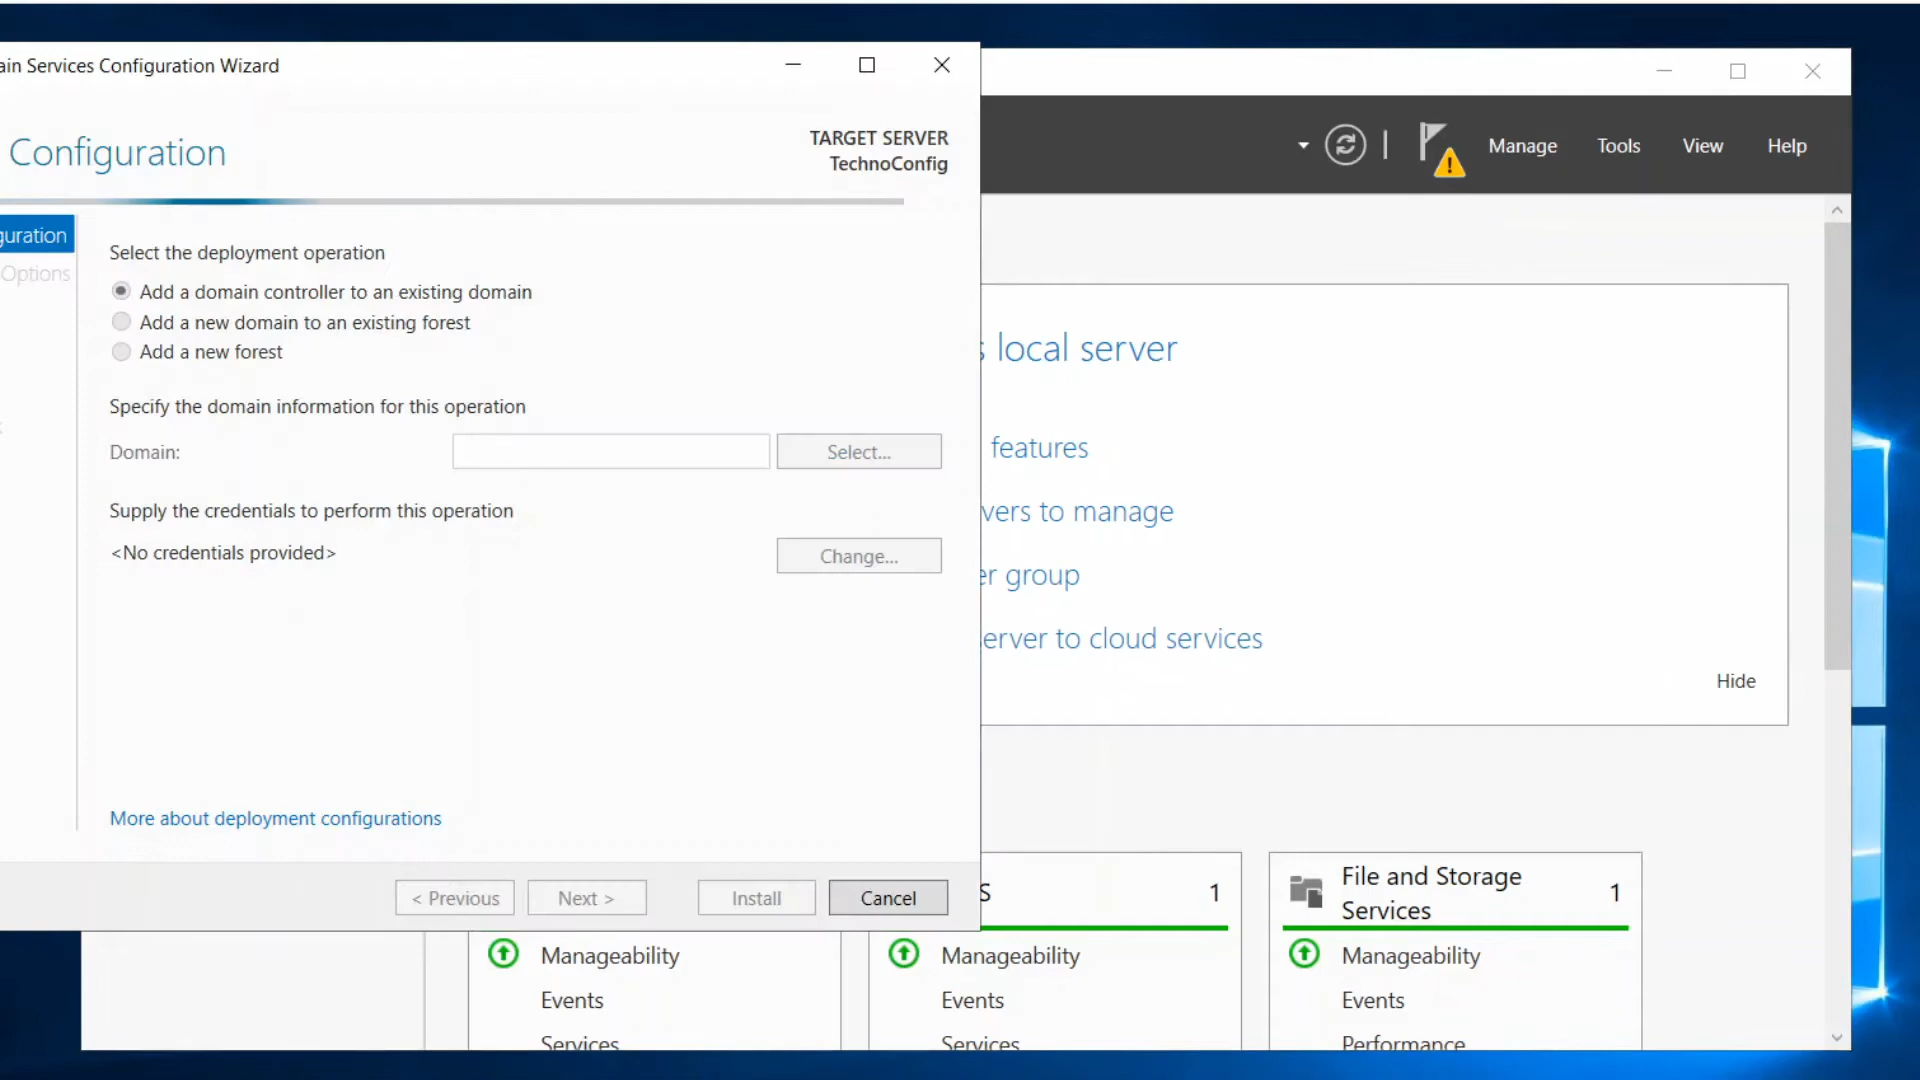 ain Services Configuration Wizard
Configuration
TARGET SERVER
TechnoConfig
guration
Options
Select the deployment operation
Add a domain controller to an existing domain
Add a new domain to an existing forest
Add a new forest
Specify the domain information for this operation
Domain:
Select...
Supply the credentials to perform this operation
<No credentials provided>
Change...
More about deployment configurations
< Previous
Next >
Install
Cancel
Manage
Tools
View
Help
s local server
features
vers to manage
er group
erver to cloud services
Hide
S
1
File and Storage
Services
1
Manageability
Events
Services
Manageability
Events
Services
Manageability
Events
Performance